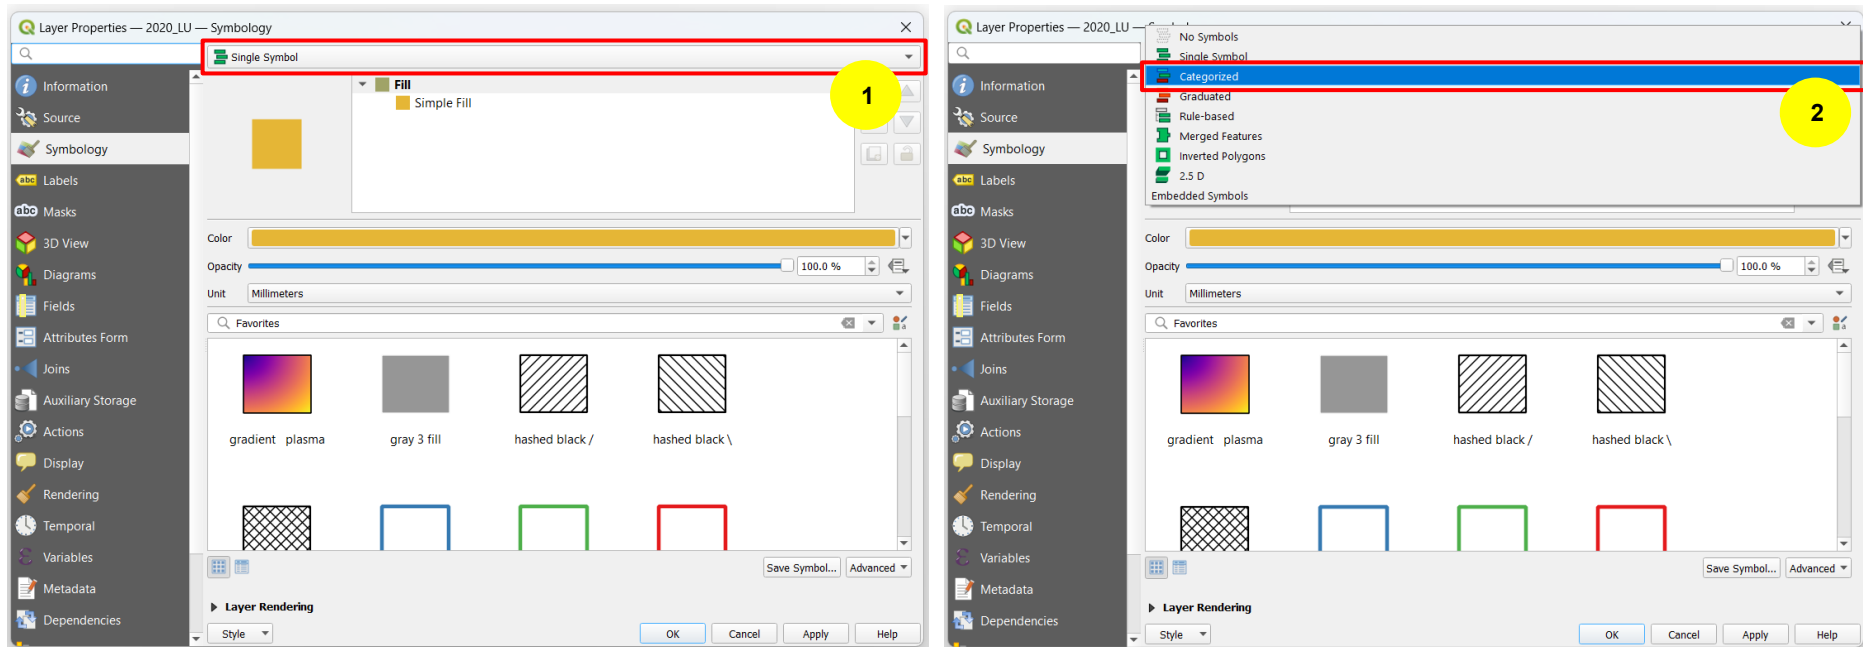 Layer Properties — 2020_LU — Symbology
Single Symbol
1
Information
Source
Symbology
Labels
Masks
3D View
Diagrams
Fields
Attributes Form
Joins
Auxiliary Storage
Actions
Display
Rendering
Temporal
Variables
Metadata
Dependencies
Fill
Simple Fill
Color
Opacity
100.0 %
Unit
Millimeters
Favorites
gradient plasma
gray 3 fill
hashed black /
hashed black \
Save Symbol...
Advanced
Layer Rendering
Style
OK
Cancel
Apply
Help
Layer Properties — 2020_LU —
No Symbols
Single Symbol
Categorized
Graduated
Rule-based
Merged Features
Inverted Polygons
2.5 D
Embedded Symbols
2
Information
Source
Symbology
abc Labels
abc Masks
3D View
Diagrams
Fields
Attributes Form
Joins
Auxiliary Storage
Actions
Display
Rendering
Temporal
Variables
Metadata
Dependencies
Color
Opacity
100.0 %
Unit
Millimeters
Favorites
gradient plasma
gray 3 fill
hashed black /
hashed black \
Save Symbol...
Advanced
Layer Rendering
Style
OK
Cancel
Apply
Help